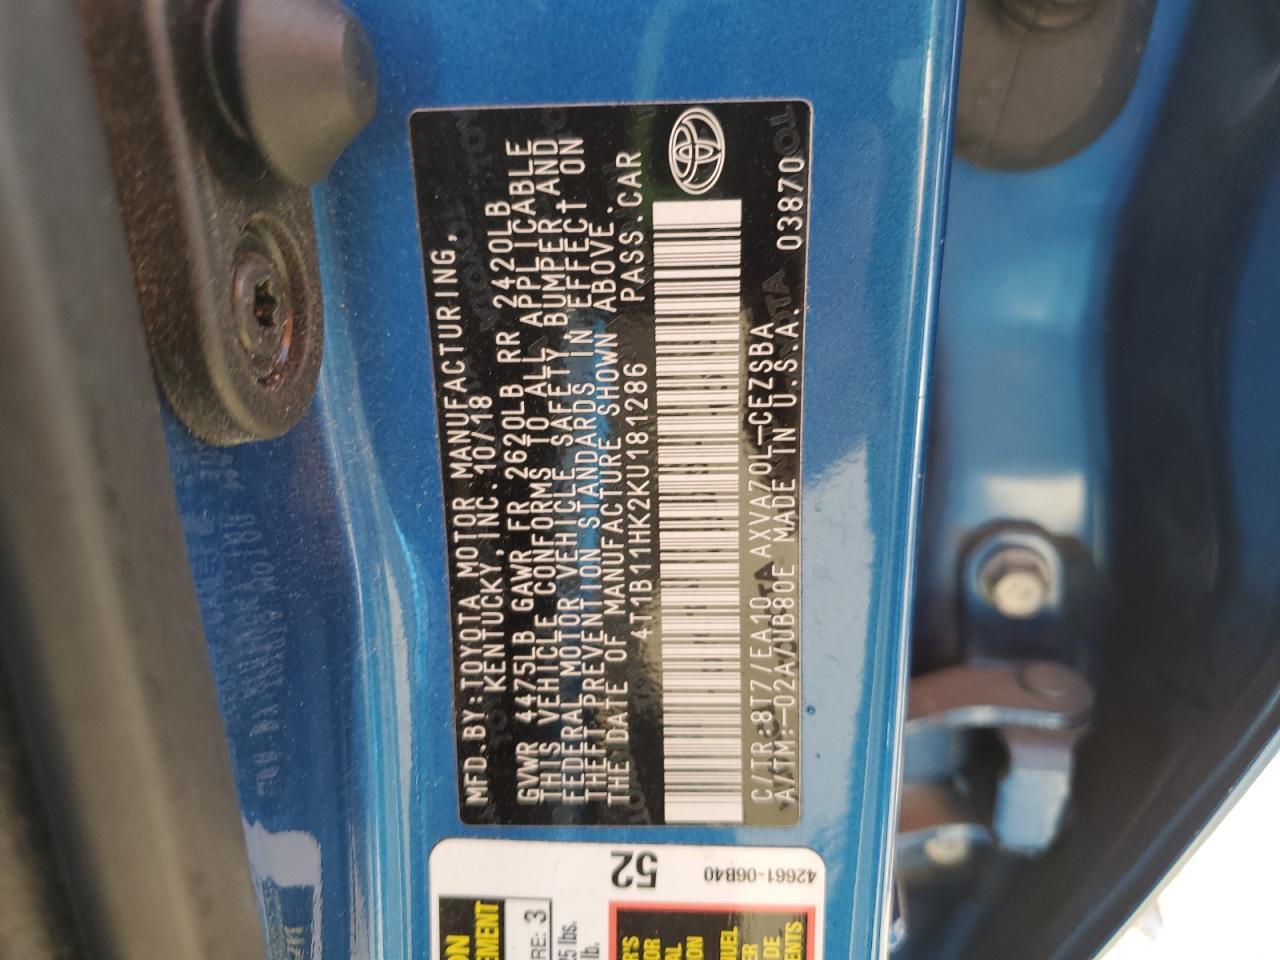 MFD.BY:TOYOTA MOTOR MANUFACTURING,
KENTUCKY,INC.10/18
GVWR 4475LB GAWR FR 2620LB RR 2420LB
THIS VEHICLE CONFORMS TO ALL APPLICABLE
FEDERAL MOTOR VEHICLE SAFETY,BUMPER,AND
THEFT PREVENTION STANDARDS IN EFFECT ON
THE DATE OF MANUFACTURE SHOWN ABOVE.
4T1B11HK2KU181286 PASS.CAR
C/TR:8T7/EA10 AXVA70L-CEZSBA
A/TM:-02A/UB80E MADE IN U.S.A. 03870
52
42661-06B40